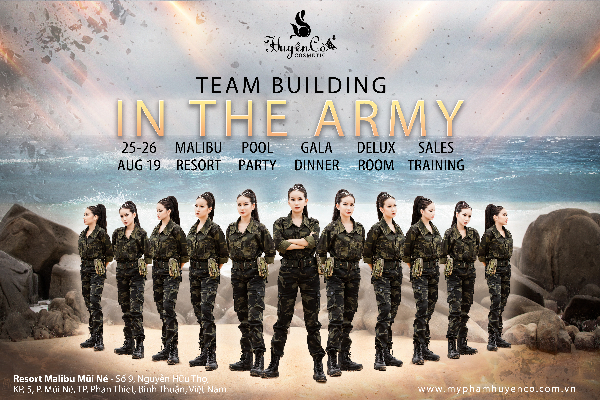 Huyền Cò
COSMETIC
TEAM BUILDING
IN THE ARMY
25-26 MALIBU POOL GALA DELUX SALES
AUG 19 RESORT PARTY DINNER ROOM TRAINING
Resort Malibu Mũi Né - Số 9, Nguyễn Hữu Thọ
KP, 5, P. Mũi Né, TP, Phan Thiết, Bình Thuận, Việt Nam
www.myphamhuyenco.com.vn